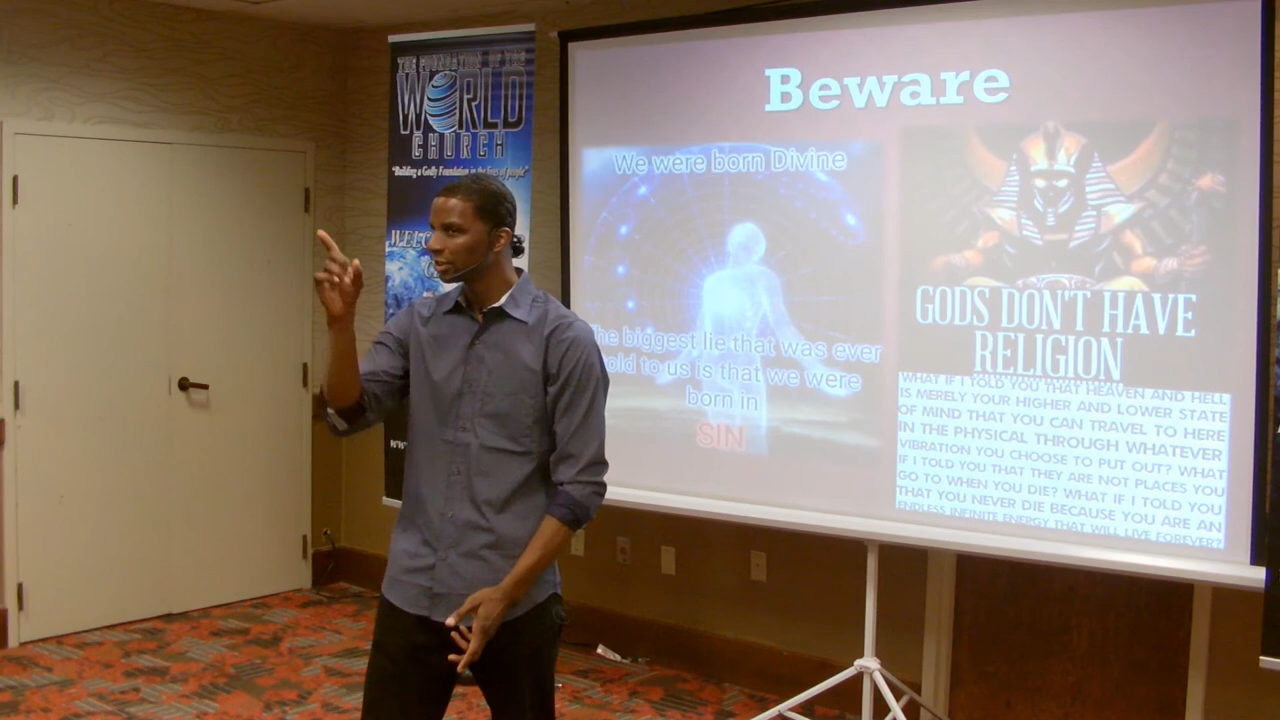 THE FOUNDATION OF THE
WORLD
CHURCH
"Building a Godly Foundation in the lives of people"
Beware
We were born Divine
biggest lie that was ever
told to us is that we were
born in
SIN
GODS DON'T HAVE
RELIGION
WHAT IF I TOLD YOU THAT HEAVEN AND HELL
IS MERELY YOUR HIGHER AND LOWER STATE
OF MIND THAT YOU CAN TRAVEL TO HERE
IN THE PHYSICAL THROUGH WHATEVER
VIBRATION YOU CHOOSE TO PUT OUT? WHAT
IF I TOLD YOU THAT THEY ARE NOT PLACES YOU
GO TO WHEN YOU DIE? WHAT IF I TOLD YOU
THAT YOU NEVER DIE BECAUSE YOU ARE AN
ENDLESS INFINITE ENERGY THAT WILL LIVE FOREVER?